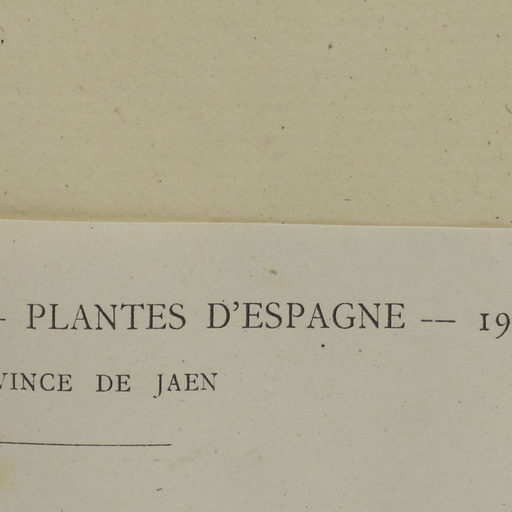 — PLANTES D'ESPAGNE — 19
VINCE DE JAEN